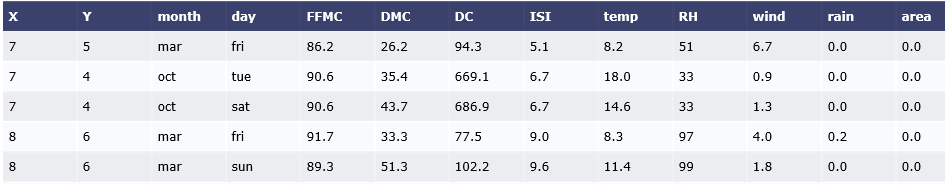 X Y month day FFMC DMC DC ISI temp RH wind rain area
7 5 mar fri 86.2 26.2 94.3 5.1 8.2 51 6.7 0.0 0.0
7 4 oct tue 90.6 35.4 669.1 6.7 18.0 33 0.9 0.0 0.0
7 4 oct sat 90.6 43.7 686.9 6.7 14.6 33 1.3 0.0 0.0
8 6 mar fri 91.7 33.3 77.5 9.0 8.3 97 4.0 0.2 0.0
8 6 mar sun 89.3 51.3 102.2 9.6 11.4 99 1.8 0.0 0.0